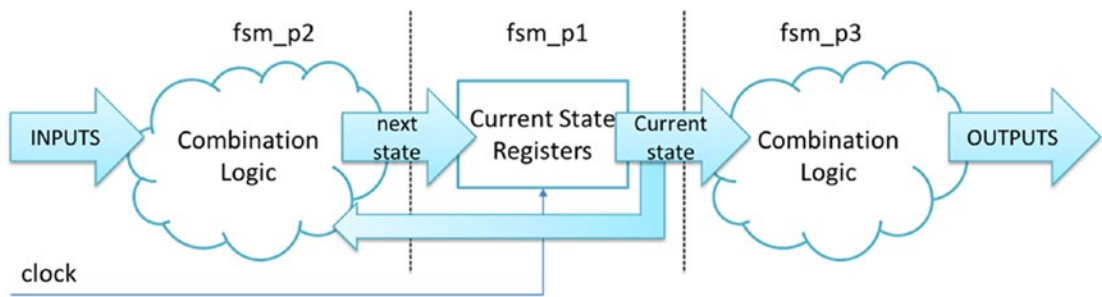 fsm_p2
fsm_p1
fsm_p3
INPUTS
Combination
Logic
next
state
Current State
Registers
Current
state
Combination
Logic
OUTPUTS
clock